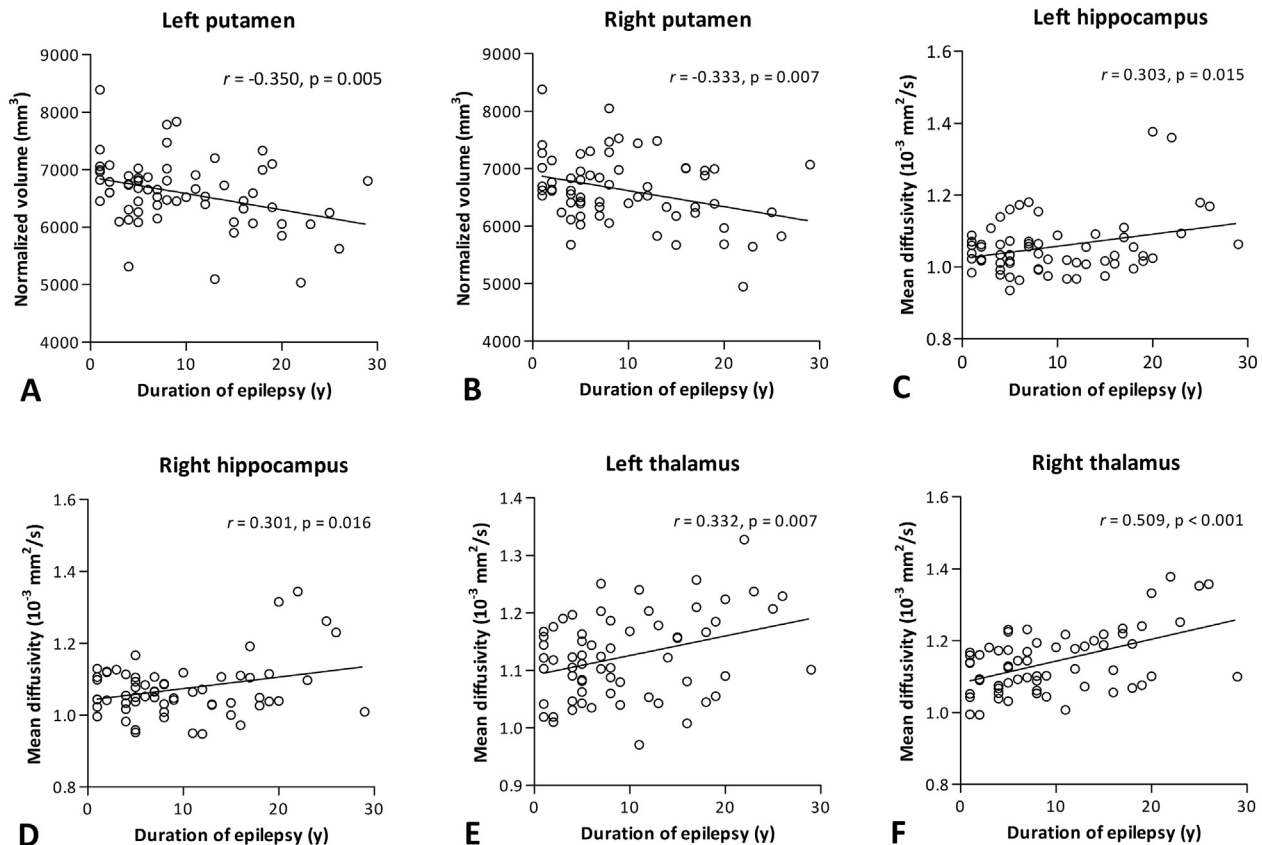 Left putamen
Normalized volume (mm³)
9000
8000
7000
6000
5000
4000
r = -0.350, p = 0.005
0 10 20 30
Duration of epilepsy (y)
A
Right putamen
Normalized volume (mm³)
9000
8000
7000
6000
5000
4000
r = -0.333, p = 0.007
0 10 20 30
Duration of epilepsy (y)
B
Left hippocampus
Mean diffusivity (10⁻³ mm²/s)
1.6
1.4
1.2
1.0
0.8
r = 0.303, p = 0.015
0 10 20 30
Duration of epilepsy (y)
C
Right hippocampus
Mean diffusivity (10⁻³ mm²/s)
1.6
1.4
1.2
1.0
0.8
r = 0.301, p = 0.016
0 10 20 30
Duration of epilepsy (y)
D
Left thalamus
Mean diffusivity (10⁻³ mm²/s)
1.4
1.3
1.2
1.1
1.0
0.9
r = 0.332, p = 0.007
0 10 20 30
Duration of epilepsy (y)
E
Right thalamus
Mean diffusivity (10⁻³ mm²/s)
1.6
1.4
1.2
1.0
0.8
r = 0.509, p < 0.001
0 10 20 30
Duration of epilepsy (y)
F